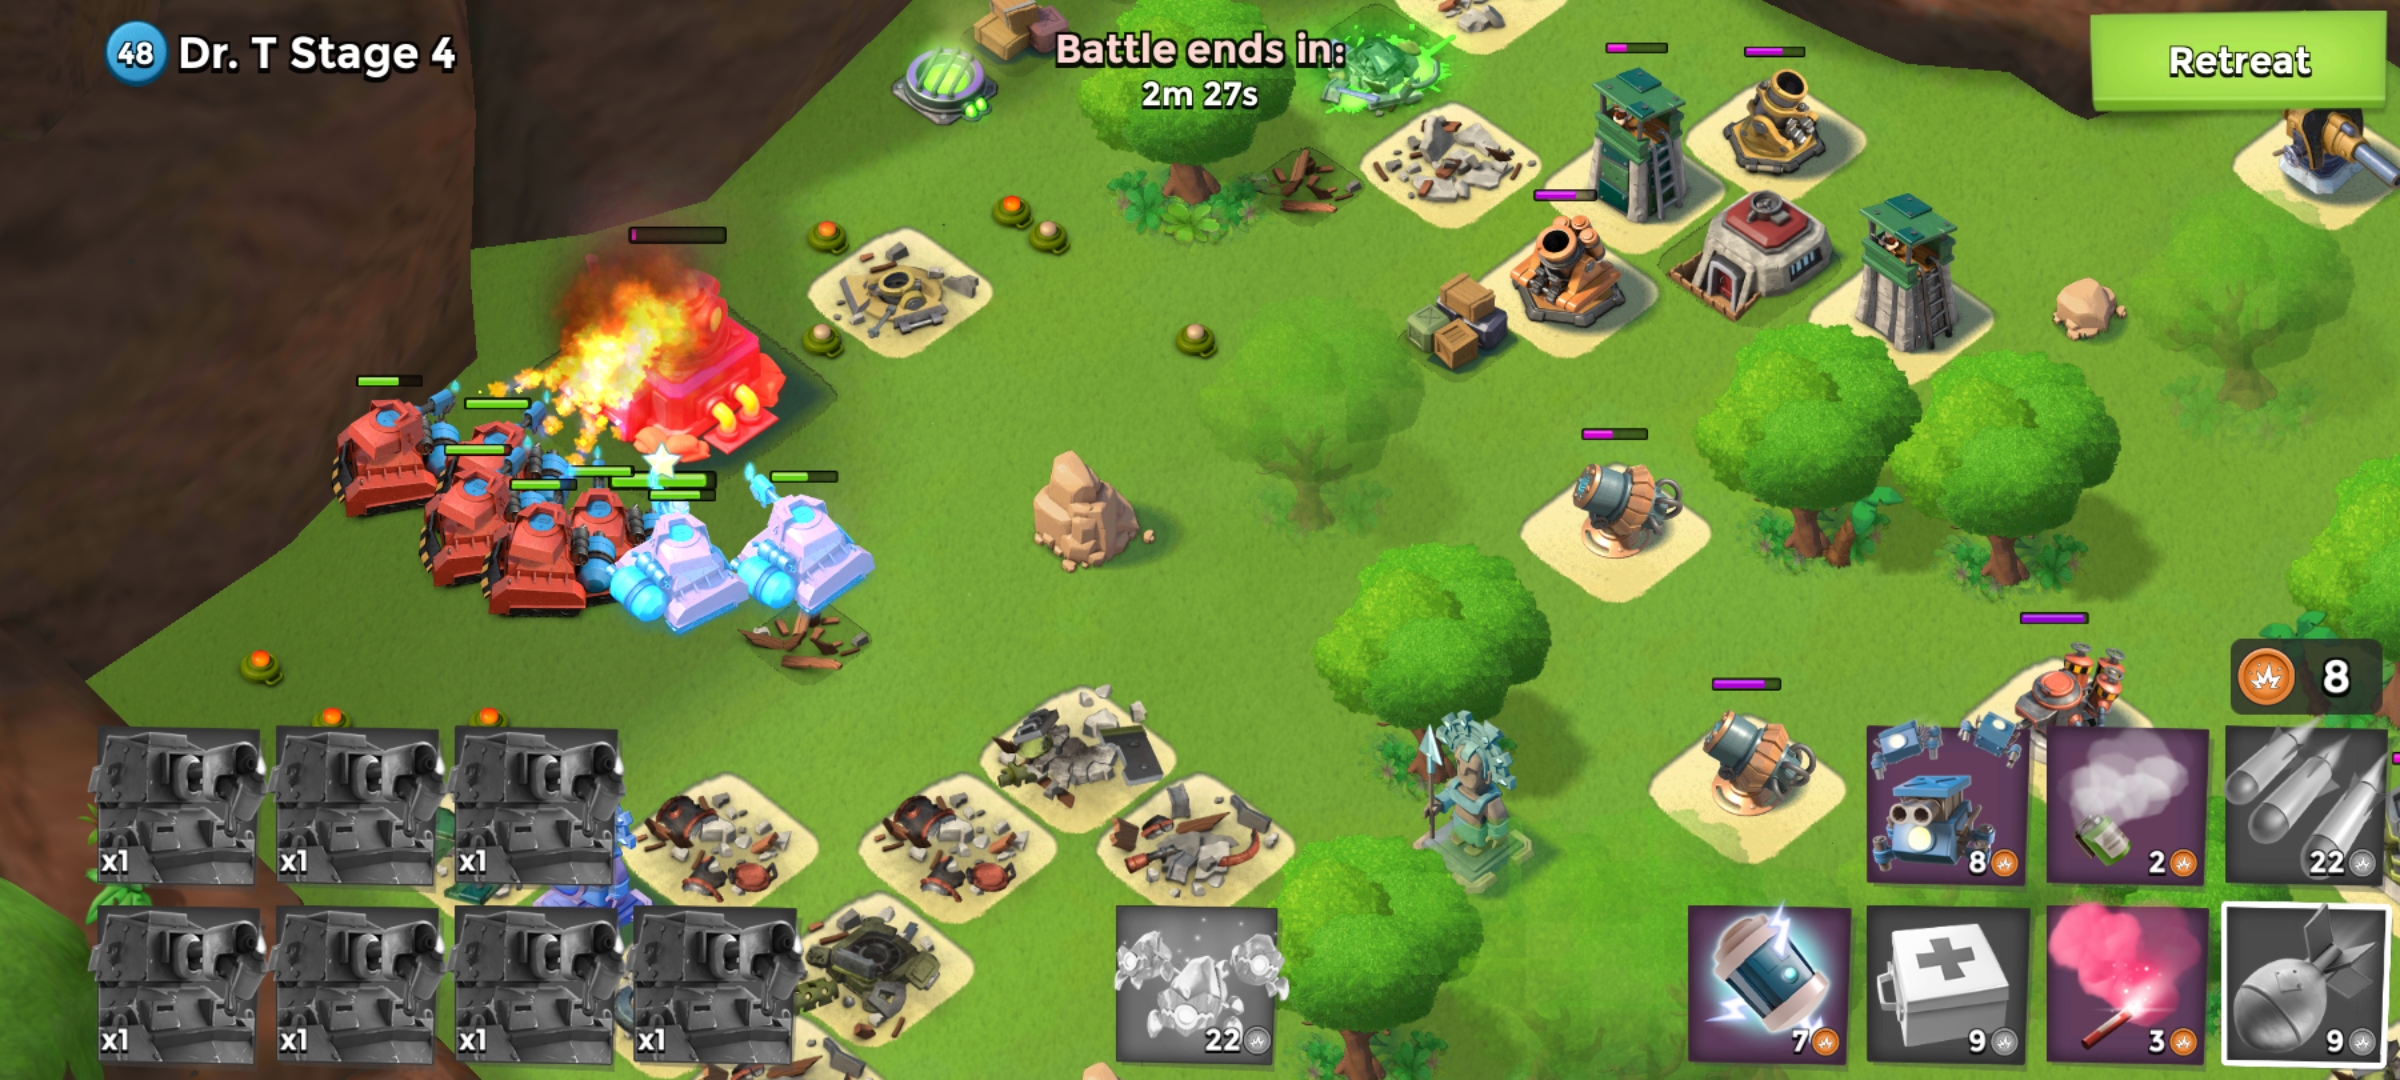 48 Dr. T Stage 4
Battle ends in:
2m 27s
Retreat
8
x1
x1
x1
8
2
22
x1
x1
x1
x1
22
7
9
3
9